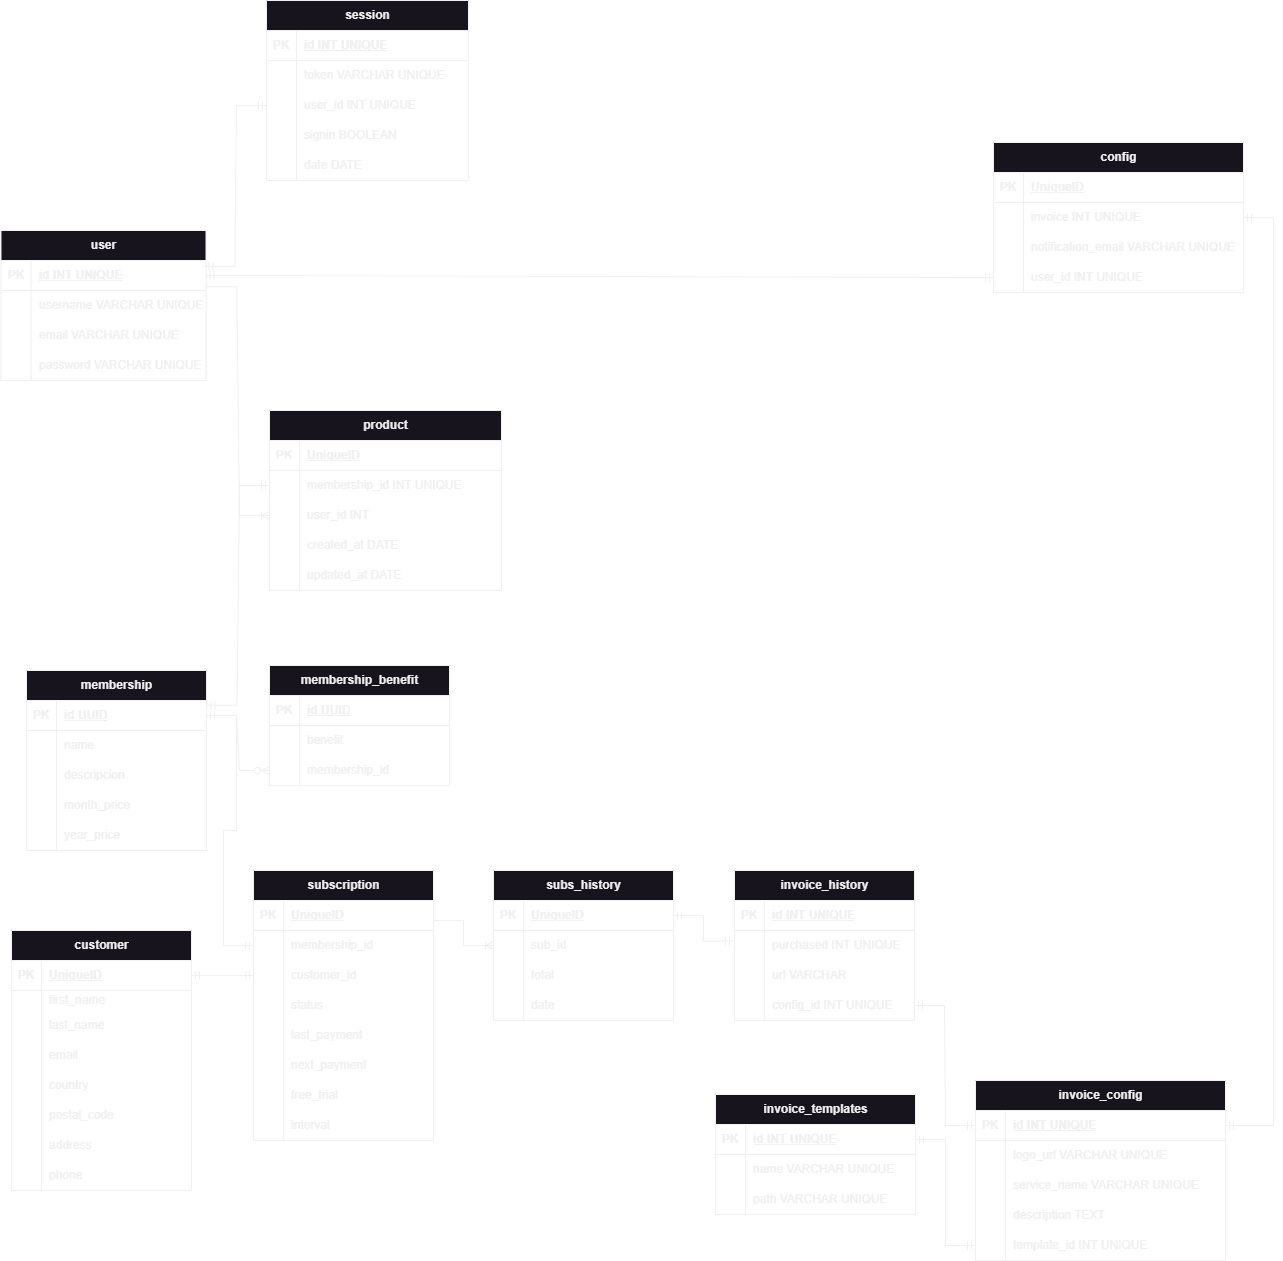 session
PK id INT UNIQUE
token VARCHAR UNIQUE
user_id INT UNIQUE
signin BOOLEAN
date DATE
config
PK UniqueID
invoice INT UNIQUE
notification_email VARCHAR UNIQUE
user_id INT UNIQUE
user
PK id INT UNIQUE
username VARCHAR UNIQUE
email VARCHAR UNIQUE
password VARCHAR UNIQUE
product
PK UniqueID
membership_id INT UNIQUE
user_id INT
created_at DATE
updated_at DATE
membership
PK id UUID
name
descripcion
month_price
year_price
membership_benefit
PK id UUID
benefit
membership_id
subscription
PK UniqueID
membership_id
customer_id
status
last_payment
next_payment
free_trial
interval
subs_history
PK UniqueID
sub_id
total
date
invoice_history
PK id INT UNIQUE
purchased INT UNIQUE
url VARCHAR
config_id INT UNIQUE
customer
PK UniqueID
first_name
last_name
email
country
postal_code
address
phone
invoice_templates
PK id INT UNIQUE
name VARCHAR UNIQUE
path VARCHAR UNIQUE
invoice_config
PK id INT UNIQUE
logo_url VARCHAR UNIQUE
service_name VARCHAR UNIQUE
description TEXT
template_id INT UNIQUE